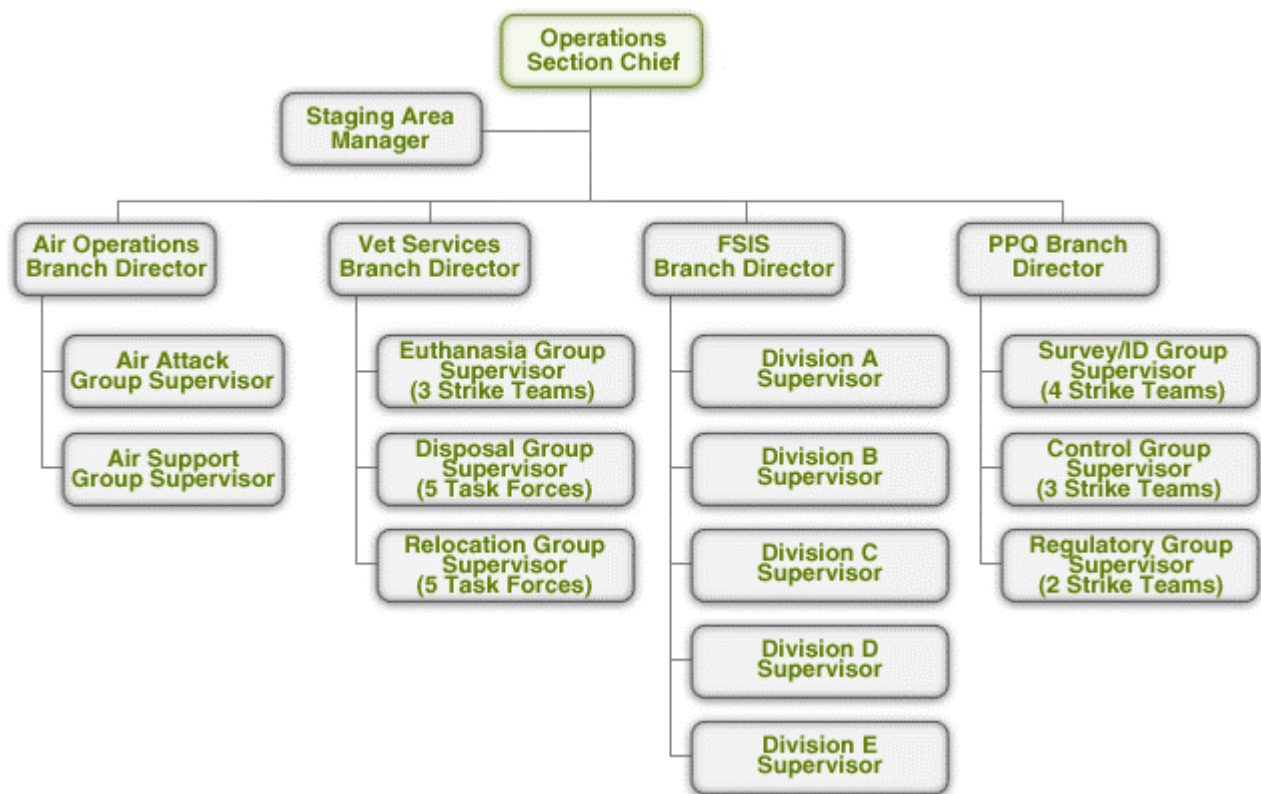 Operations
Section Chief
Staging Area
Manager
Air Operations
Branch Director
Vet Services
Branch Director
FSIS
Branch Director
PPQ Branch
Director
Air Attack
Group Supervisor
Air Support
Group Supervisor
Euthanasia Group
Supervisor
(3 Strike Teams)
Disposal Group
Supervisor
(5 Task Forces)
Relocation Group
Supervisor
(5 Task Forces)
Division A
Supervisor
Division B
Supervisor
Division C
Supervisor
Division D
Supervisor
Division E
Supervisor
Survey/ID Group
Supervisor
(4 Strike Teams)
Control Group
Supervisor
(3 Strike Teams)
Regulatory Group
Supervisor
(2 Strike Teams)